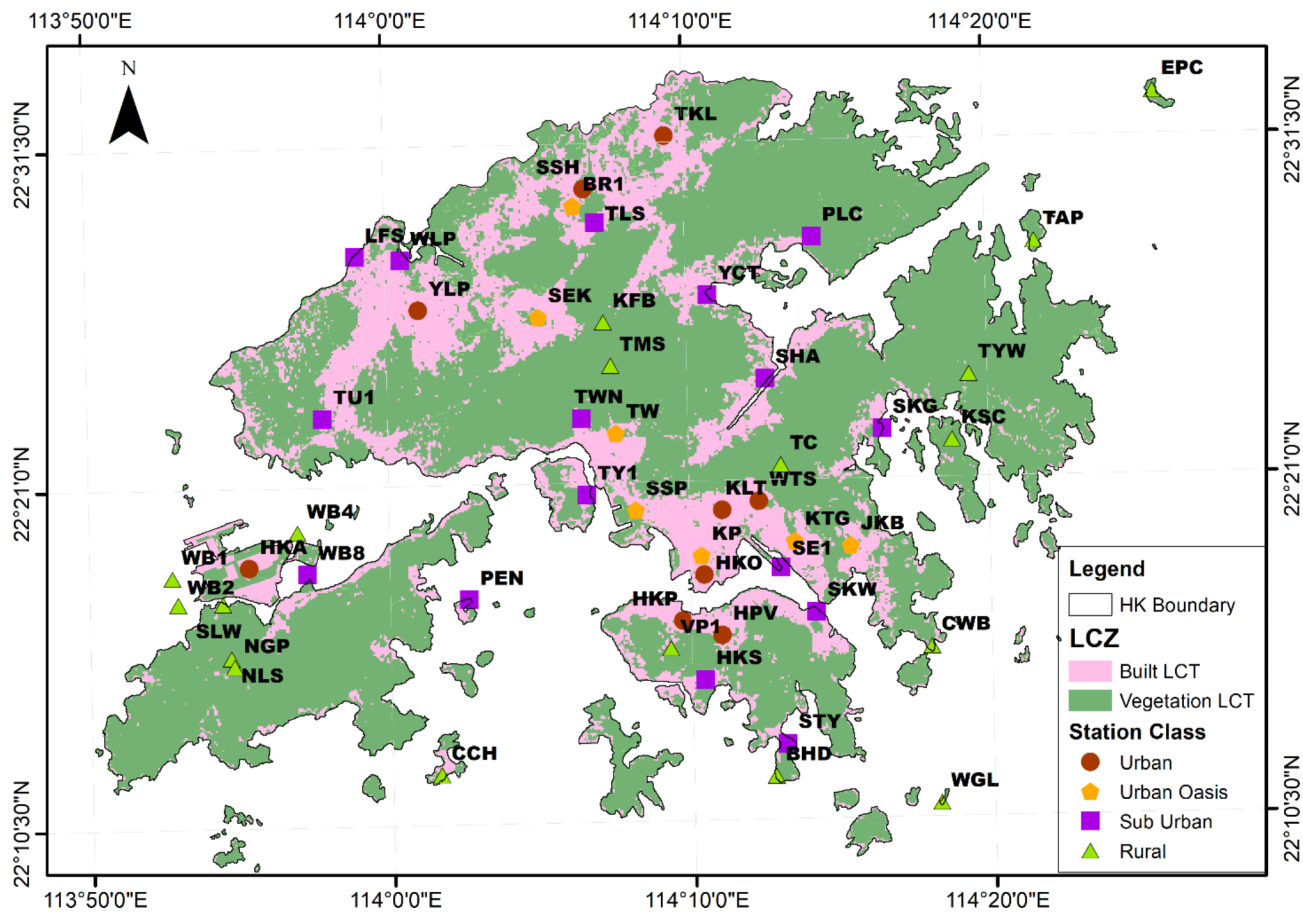 113°50'0"E
114°0'0"E
114°10'0"E
114°20'0"E
N
EPC
22°31'30"N
22°31'30"N
TKL
SSH
BR1
TLS
PLC
TAP
LFS
WLP
YCT
YLP
SEK
KFB
TMS
SHA
TYW
TU1
TWN
TW
SKG
KSC
TC
22°21'0"N
22°21'0"N
TY1
SSP
KLT
WTS
WB4
KP
KTG
JKB
WB1
HKA
WB8
HKO
SE1
WB2
PEN
SKW
HKP
HPV
SLW
NGP
VP1
CWB
NLS
HKS
STY
CCH
BHD
WGL
22°10'30"N
22°10'30"N
Legend
HK Boundary
LCZ
Built LCT
Vegetation LCT
Station Class
Urban
Urban Oasis
Sub Urban
Rural
113°50'0"E
114°0'0"E
114°10'0"E
114°20'0"E